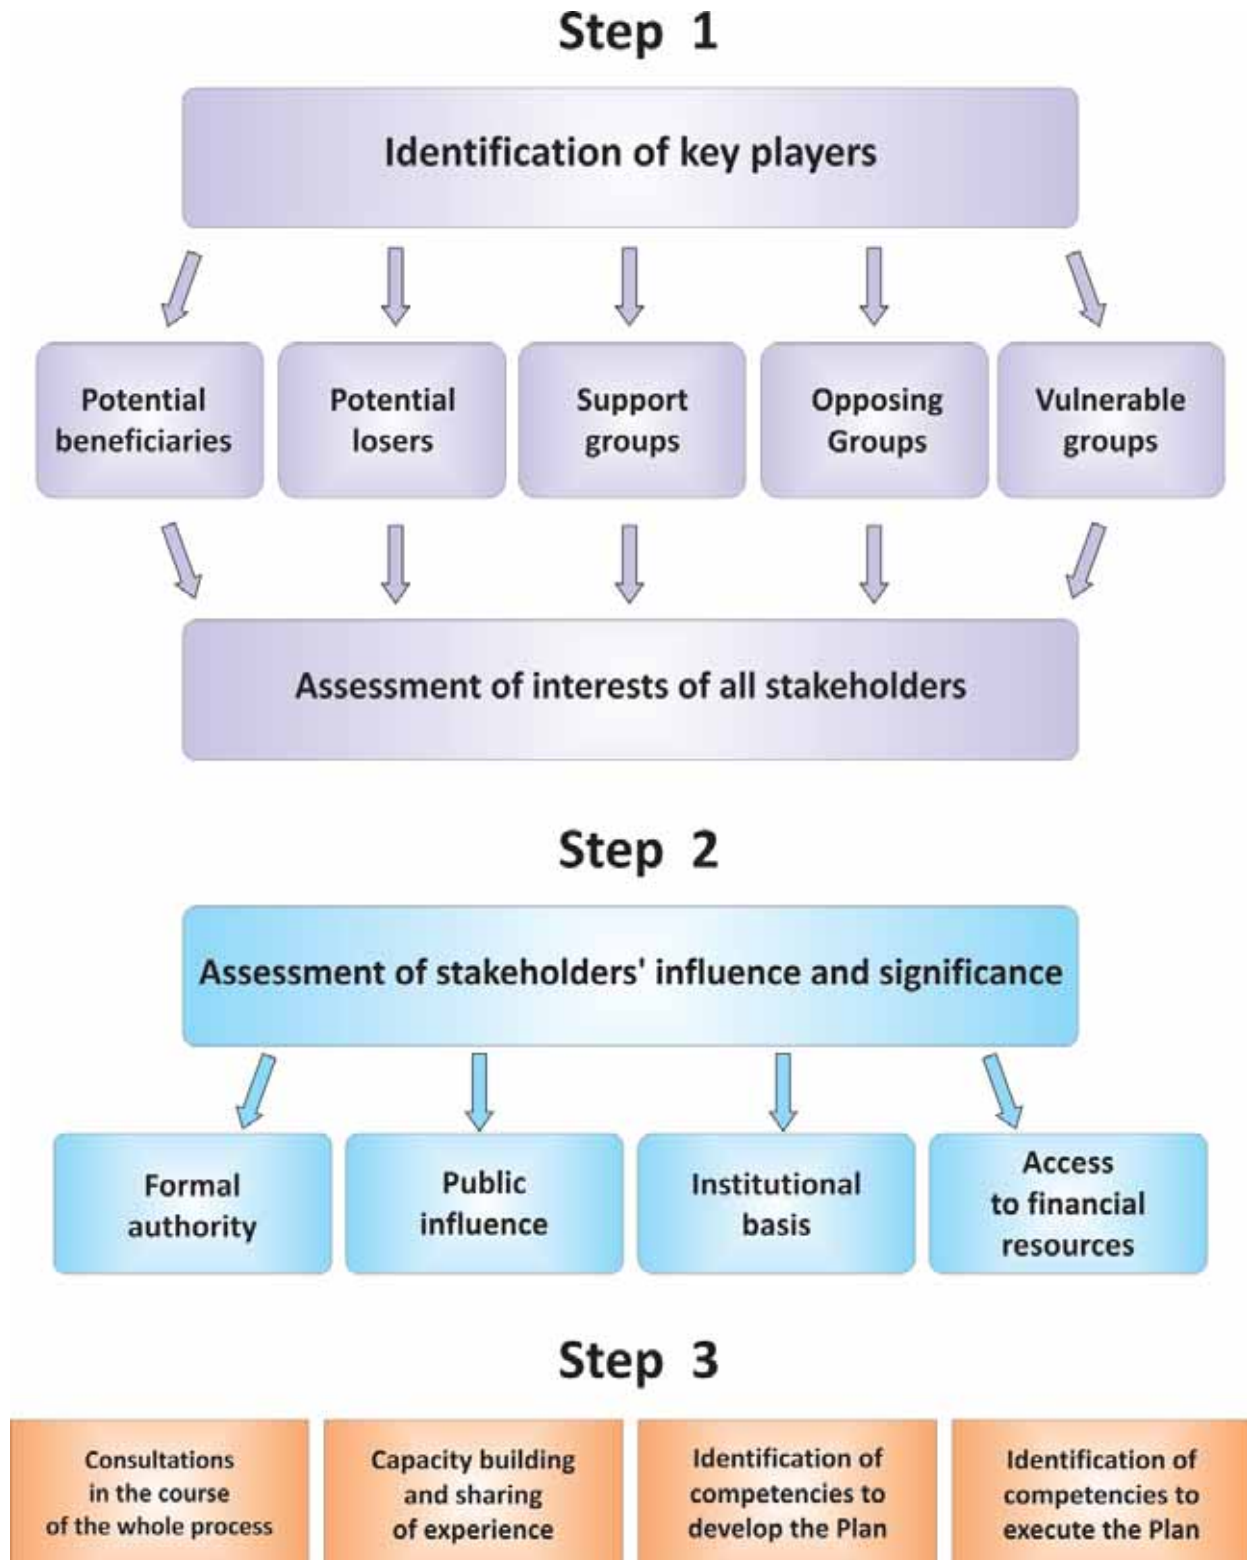 Step 1
Identification of key players
Potential
beneficiaries
Potential
losers
Support
groups
Opposing
Groups
Vulnerable
groups
Assessment of interests of all stakeholders
Step 2
Assessment of stakeholders' influence and significance
Formal
authority
Public
influence
Institutional
basis
Access
to financial
resources
Step 3
Consultations
in the course
of the whole process
Capacity building
and sharing
of experience
Identification of
competencies to
develop the Plan
Identification of
competencies to
execute the Plan